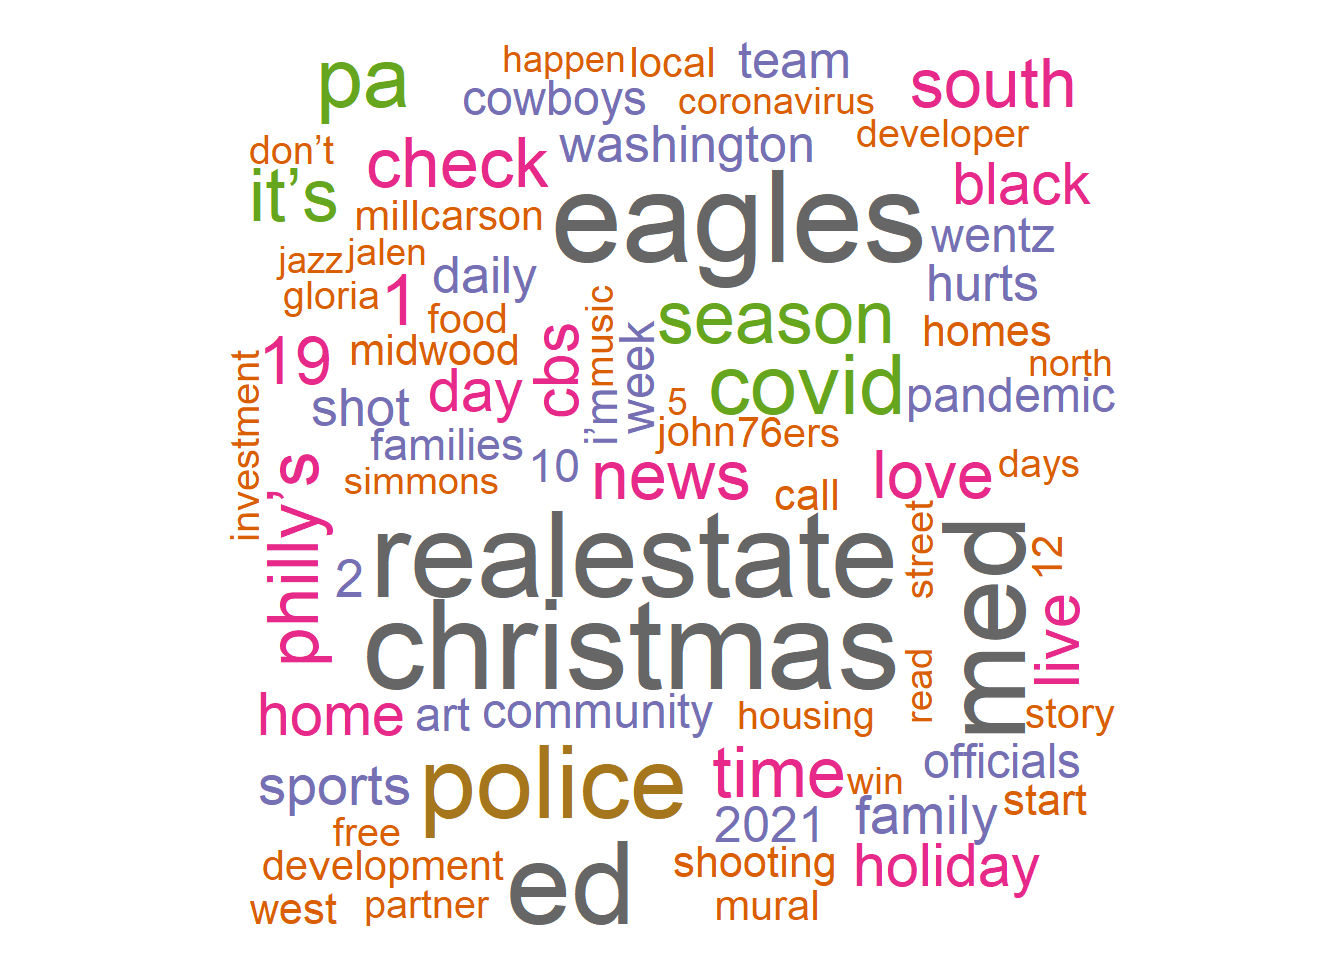 happen local team
pa cowboys coronavirus south
don’t check washington developer
it’s millcarson eagles black
wentz
jazz jalen daily hurts
gloria 1 food cbs i’m music week season homes
19 midwood covid north
investment shot day 5 pandemic
families john 76ers
philly’s simmons 10 news call love days
2 realestate street med 12
christmas read live
home art community housing story
sports police time win officials
free 2021 family start
development ed shooting holiday
west partner mural